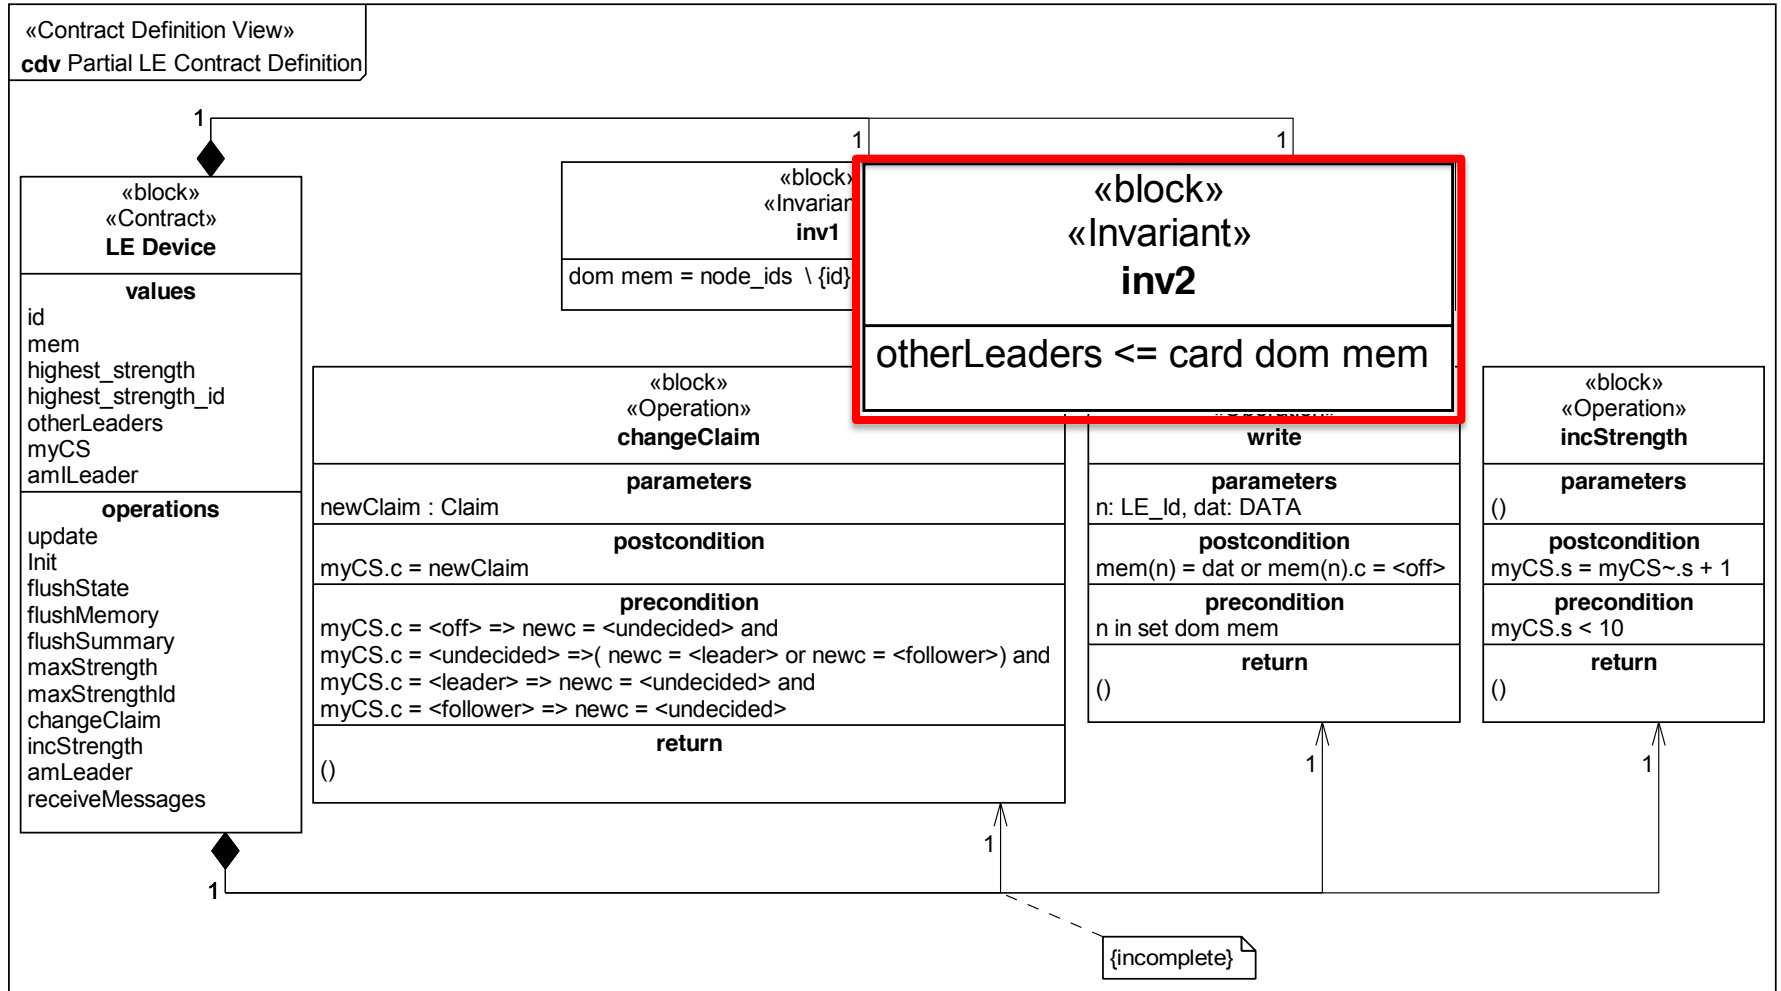 «Contract Definition View»
cdv Partial LE Contract Definition
1
1
1
«block»
«Contract»
LE Device
values
id
mem
highest_strength
highest_strength_id
otherLeaders
myCS
amILeader
operations
update
Init
flushState
flushMemory
flushSummary
maxStrength
maxStrengthId
changeClaim
incStrength
amLeader
receiveMessages
«block»
inv1
dom mem = node_ids \ {id}
«block»
«Invariant»
inv2
otherLeaders <= card dom mem
«block»
«Operation»
changeClaim
parameters
newClaim : Claim
postcondition
myCS.c = newClaim
precondition
myCS.c = <off> => newc = <undecided> and
myCS.c = <undecided> =>( newc = <leader> or newc = <follower>) and
myCS.c = <leader> => newc = <undecided> and
myCS.c = <follower> => newc = <undecided>
return
()
write
parameters
n: LE_Id, dat: DATA
postcondition
mem(n) = dat or mem(n).c = <off>
precondition
n in set dom mem
return
()
«block»
«Operation»
incStrength
parameters
()
postcondition
myCS.s = myCS~.s + 1
precondition
myCS.s < 10
return
()
1
1
1
1
{incomplete}